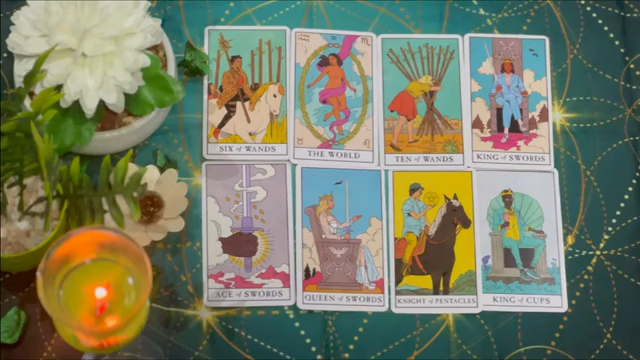 SIX of WANDS
THE WORLD
TEN of WANDS
KING of SWORDS
ACE of SWORDS
QUEEN of SWORDS
KNIGHT of PENTACLES
KING of CUPS